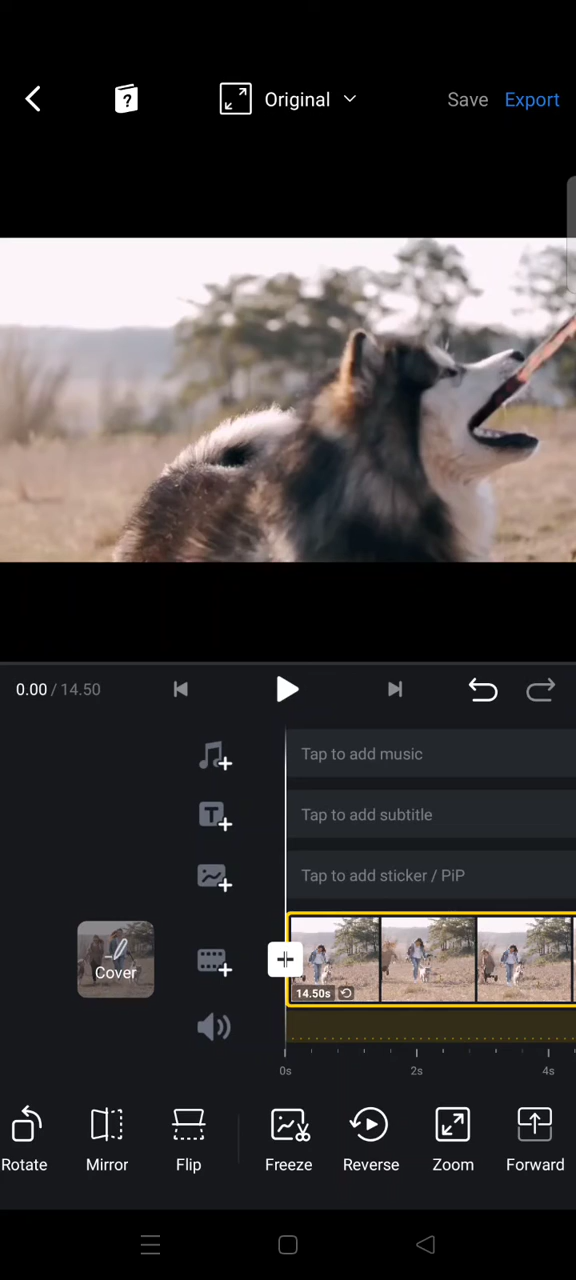 ?
Original
Save
Export
0.00 / 14.50
Tap to add music
T
Tap to add subtitle
Tap to add sticker / PiP
Cover
14.50s
0s
2s
4s
Rotate
Mirror
Flip
Freeze
Reverse
Zoom
Forward